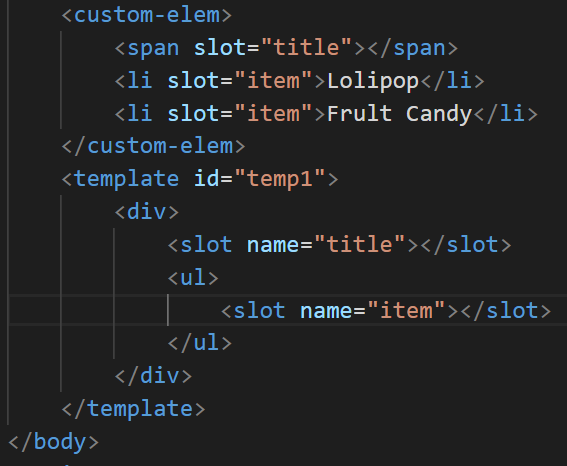 <custom-elem>
<span slot="title"></span>
<li slot="item">Lolipop</li>
<li slot="item">Frult Candy</li>
</custom-elem>
<template id="temp1">
<div>
<slot name="title"></slot>
<ul>
<slot name="item"></slot>
</ul>
</div>
</template>
</body>